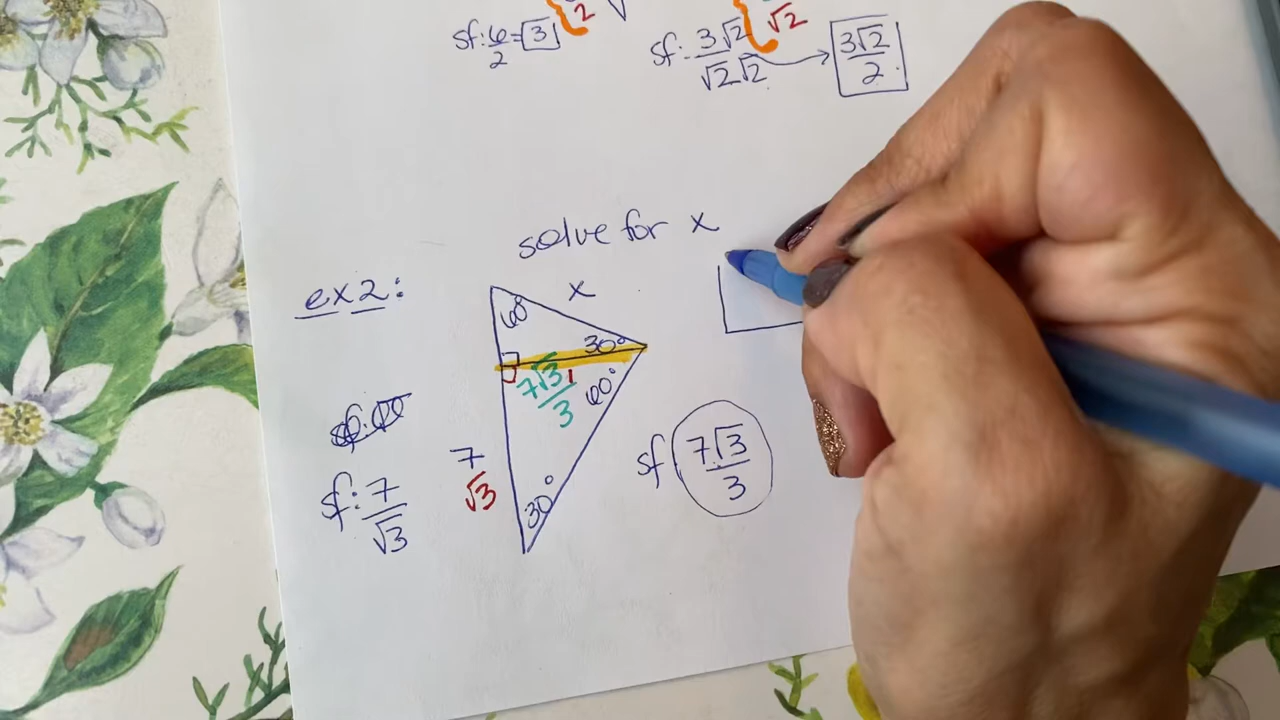 sf: 6/2 = 3
2
√
sf: 3√2/√2√2 → 3√2/2
√2
solve for x
ex2:
x
60°
30°
7√3/3
1
60°
7
√3
30°
sf: 7/√3
sf 7√3/3